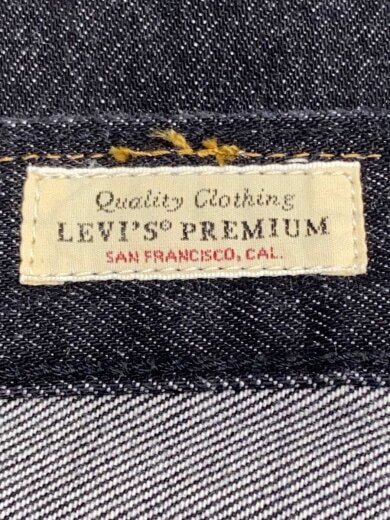 Quality Clothing
LEVI'S® PREMIUM
SAN FRANCISCO, CAL.